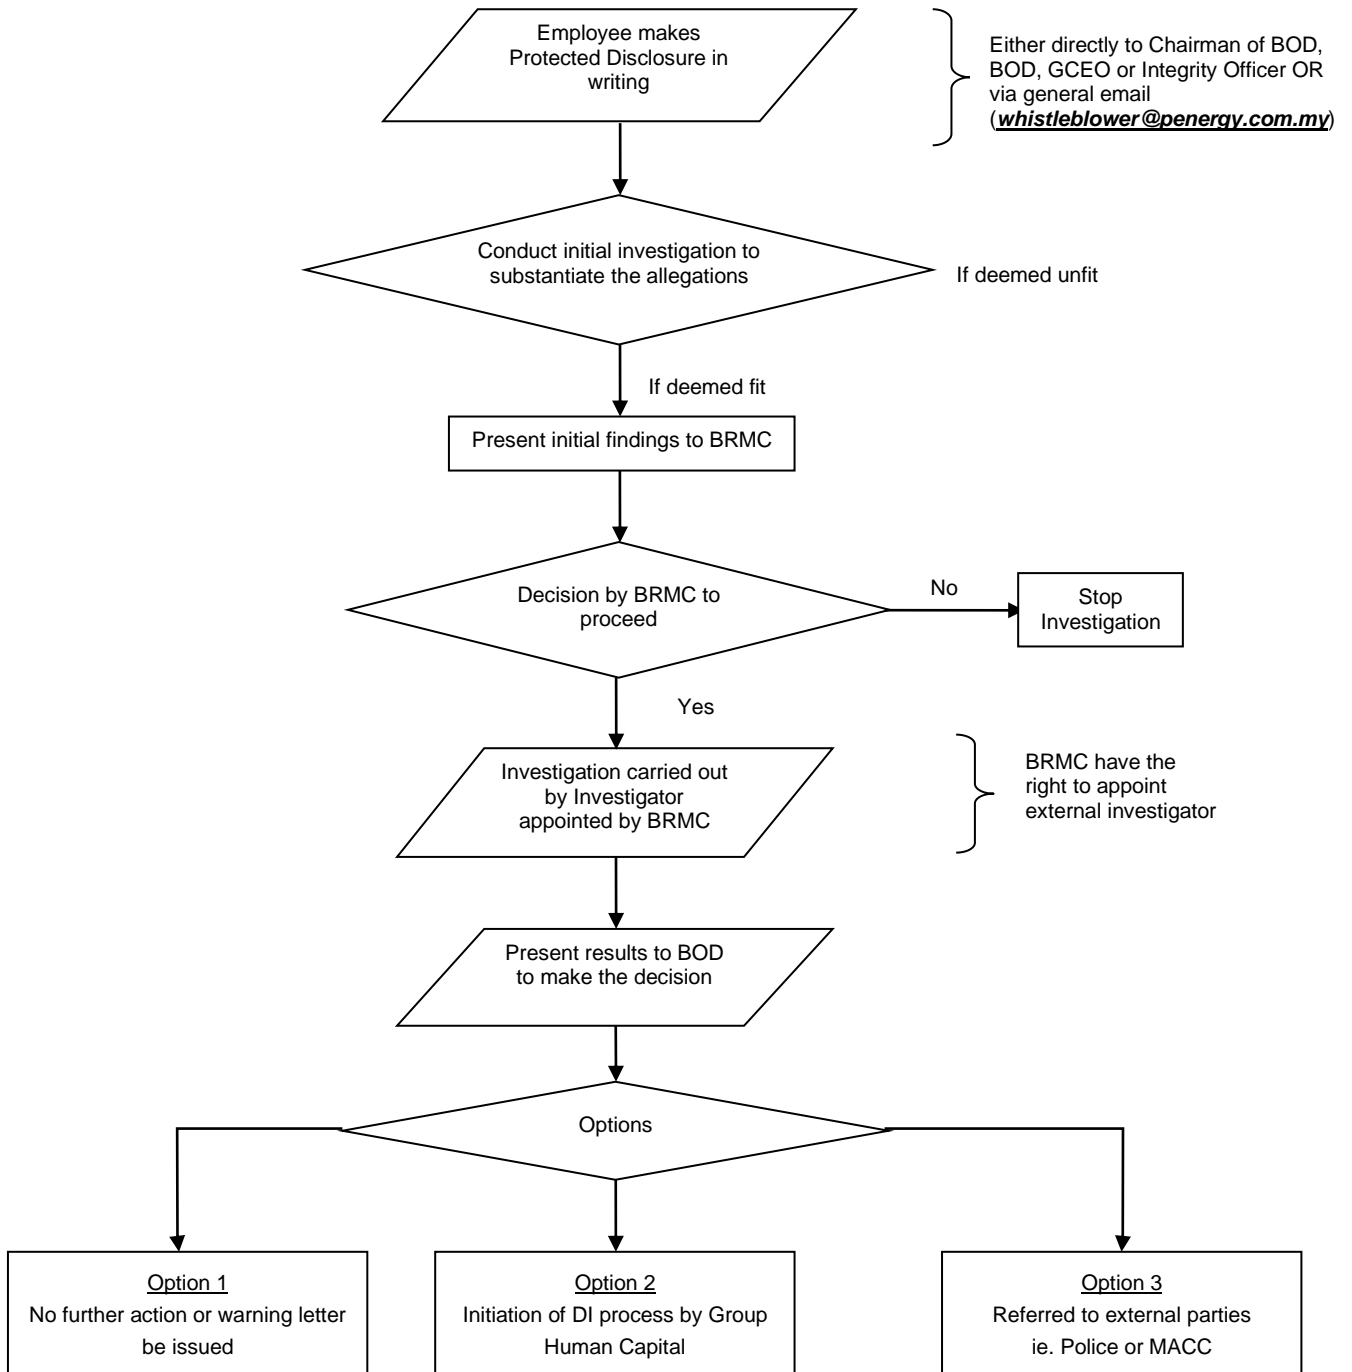 Employee makes
Protected Disclosure in
writing
Either directly to Chairman of BOD,
BOD, GCEO or Integrity Officer OR
via general email
(whistleblower@penergy.com.my)
Conduct initial investigation to
substantiate the allegations
If deemed unfit
If deemed fit
Present initial findings to BRMC
Decision by BRMC to
proceed
No
Stop
Investigation
Yes
Investigation carried out
by Investigator
appointed by BRMC
BRMC have the
right to appoint
external investigator
Present results to BOD
to make the decision
Options
Option 1
No further action or warning letter
be issued
Option 2
Initiation of DI process by Group
Human Capital
Option 3
Referred to external parties
ie. Police or MACC